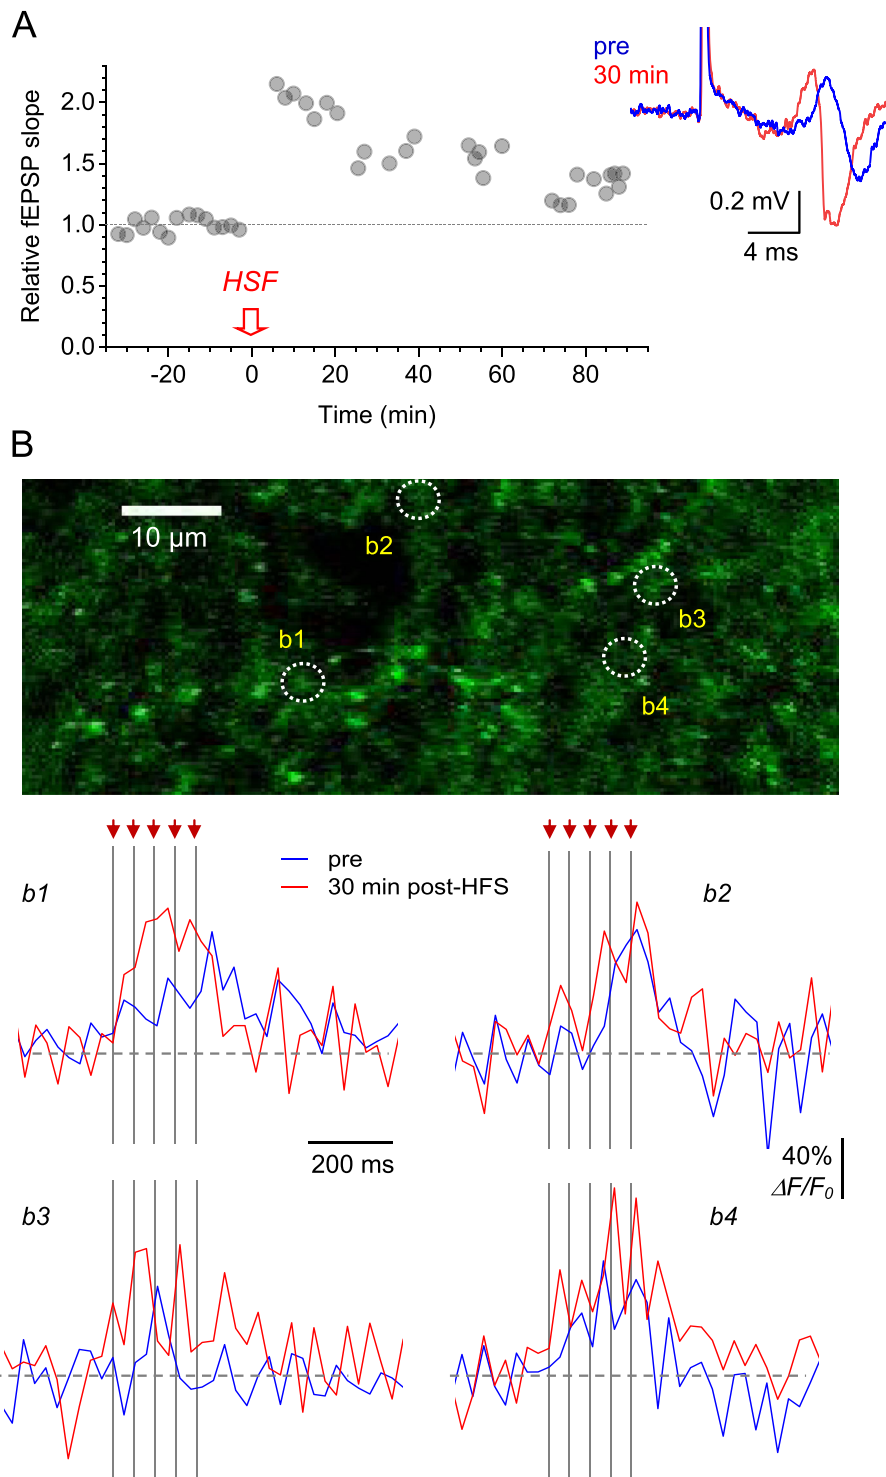 A
pre
30 min
Relative fEPSP slope
2.0
1.5
1.0
0.5
0.0
HSF
-20 0 20 40 60 80
Time (min)
0.2 mV
4 ms
B
10 µm
b2
b1
b3
b4
pre
30 min post-HFS
b1
b2
200 ms
40%
ΔF/F0
b3
b4